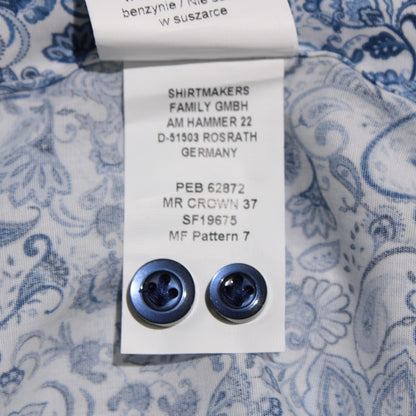 benzynie / Nie su
w suszarce
SHIRTMAKERS
FAMILY GMBH
AM HAMMER 22
D-51503 ROSRATH
GERMANY
PEB 62872
MR CROWN 37
SF19675
MF Pattern 7